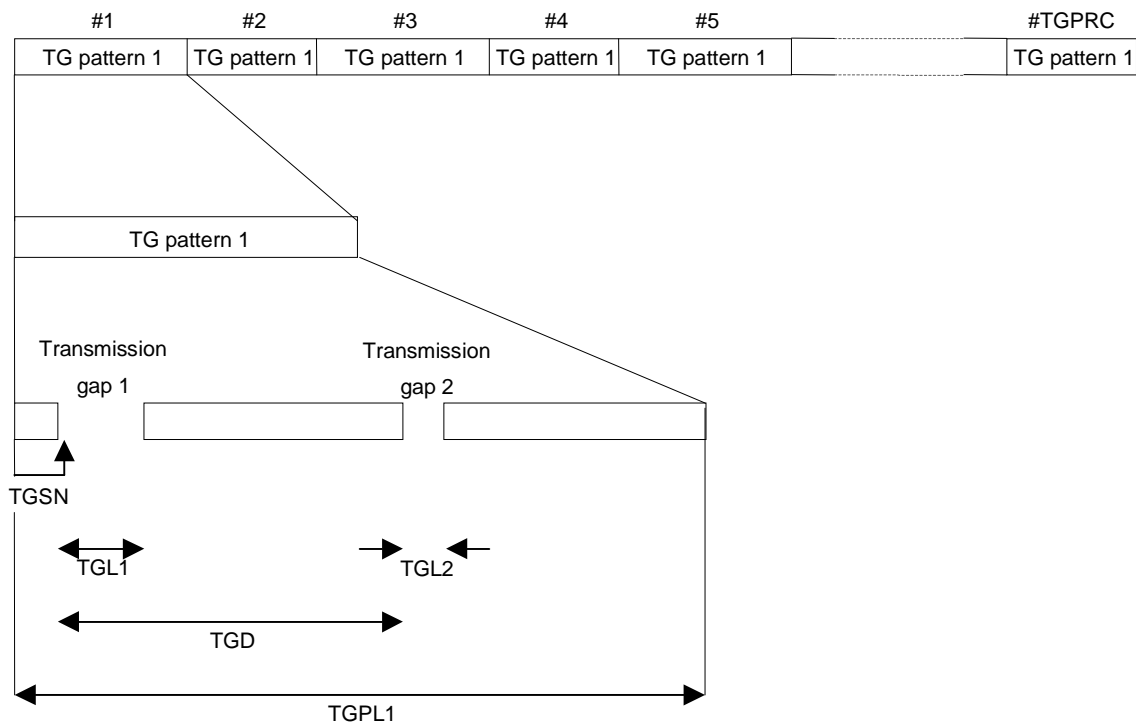 #1 #2 #3 #4 #5 #TGPRC
TG pattern 1 TG pattern 1 TG pattern 1 TG pattern 1 TG pattern 1 TG pattern 1
TG pattern 1
Transmission
gap 1
Transmission
gap 2
TGSN
TGL1
TGL2
TGD
TGPL1